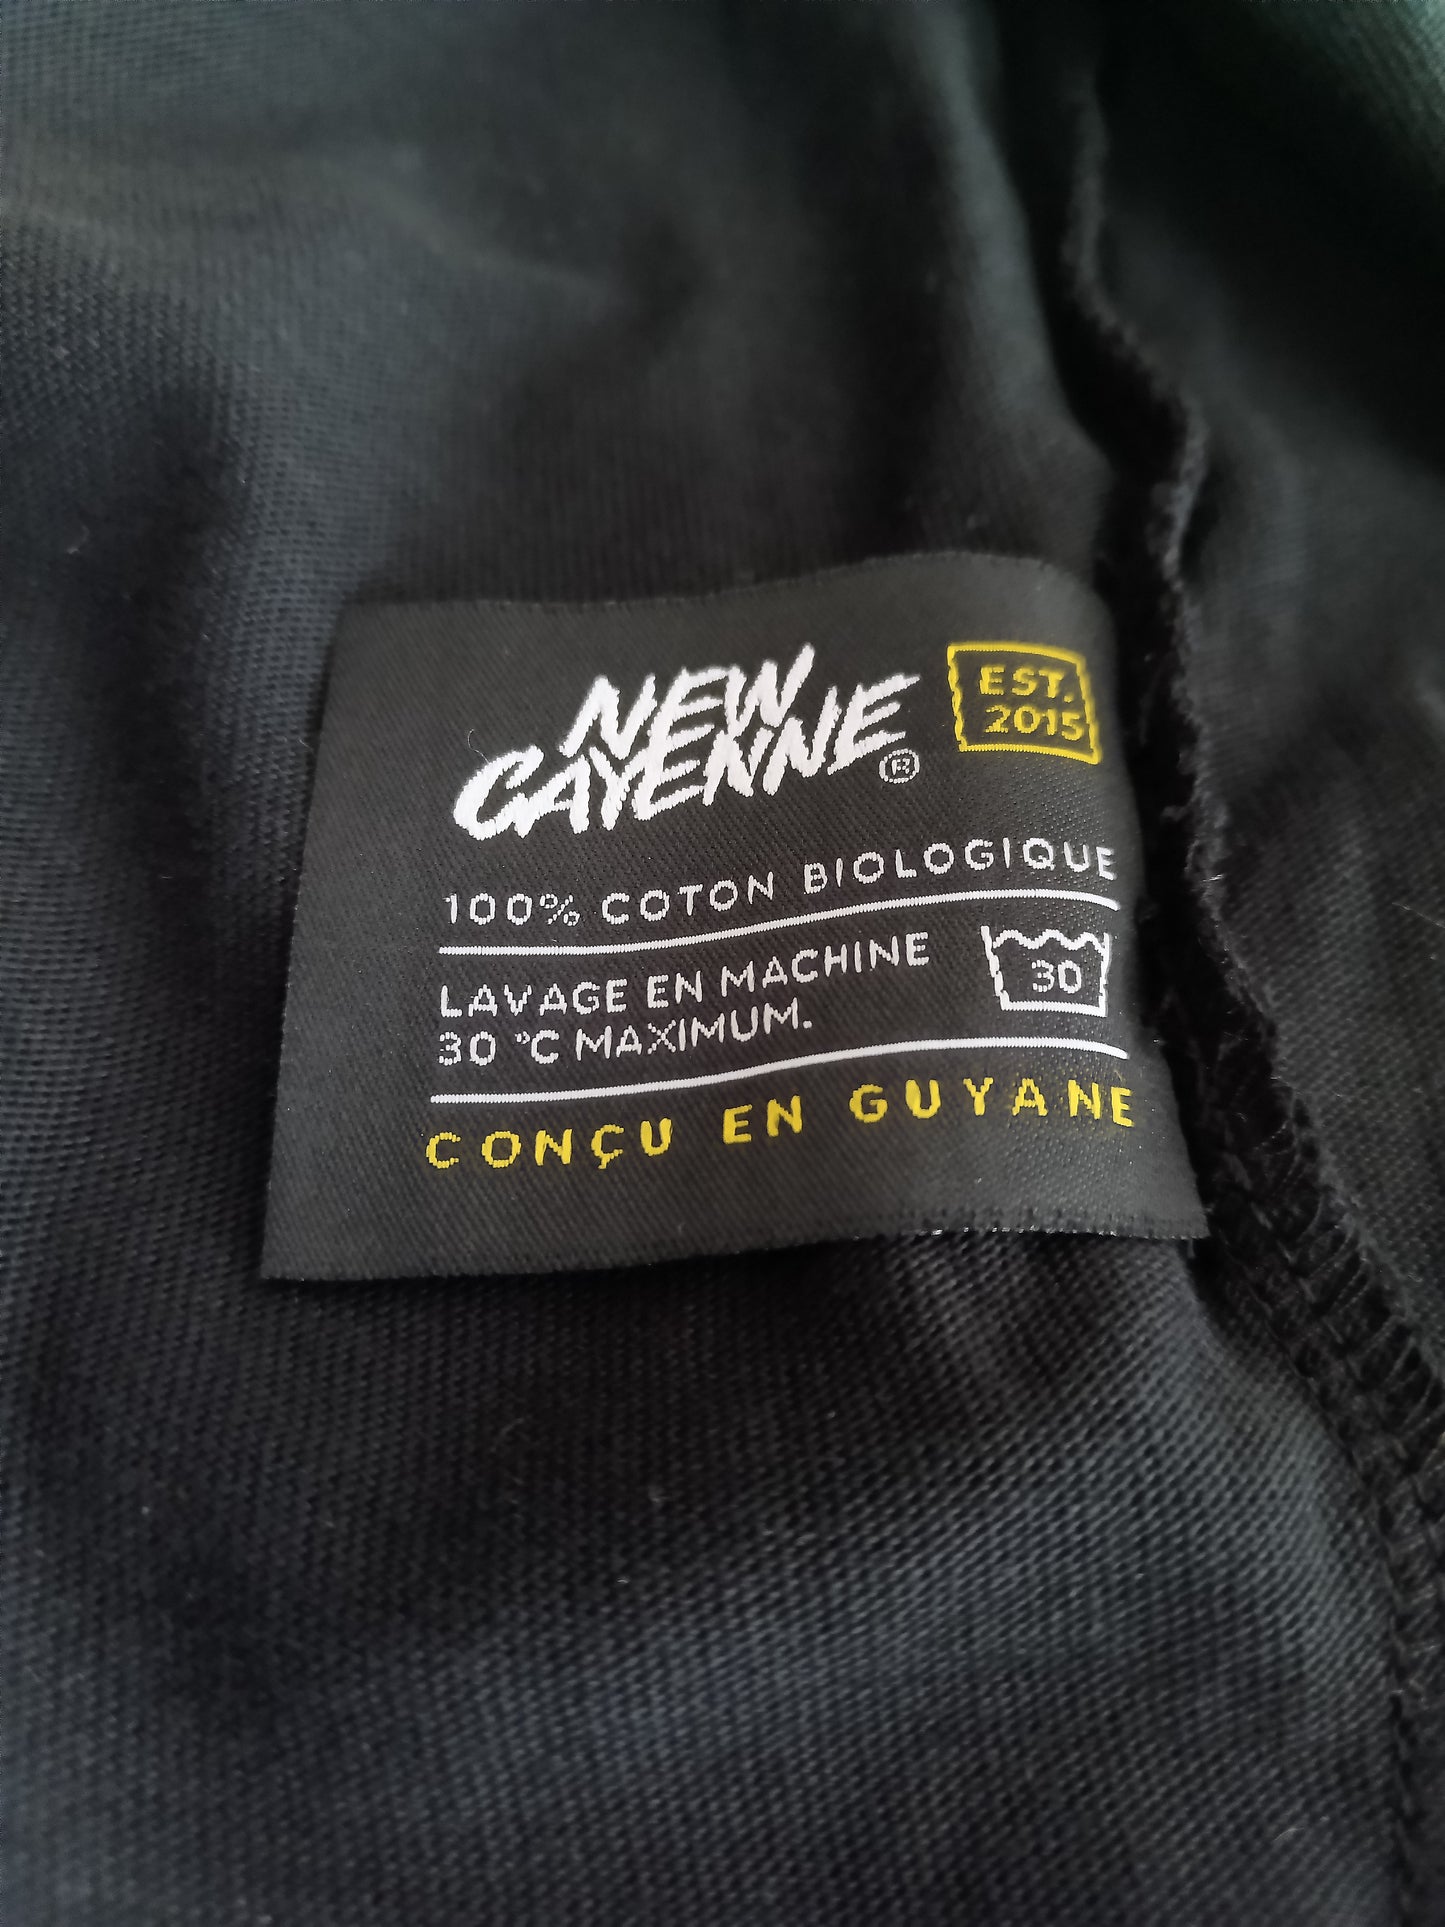 NEW
CAYENNE ®
EST.
2015
100% COTON BIOLOGIQUE
LAVAGE EN MACHINE
30 °C MAXIMUM.
30
CONÇU EN GUYANE